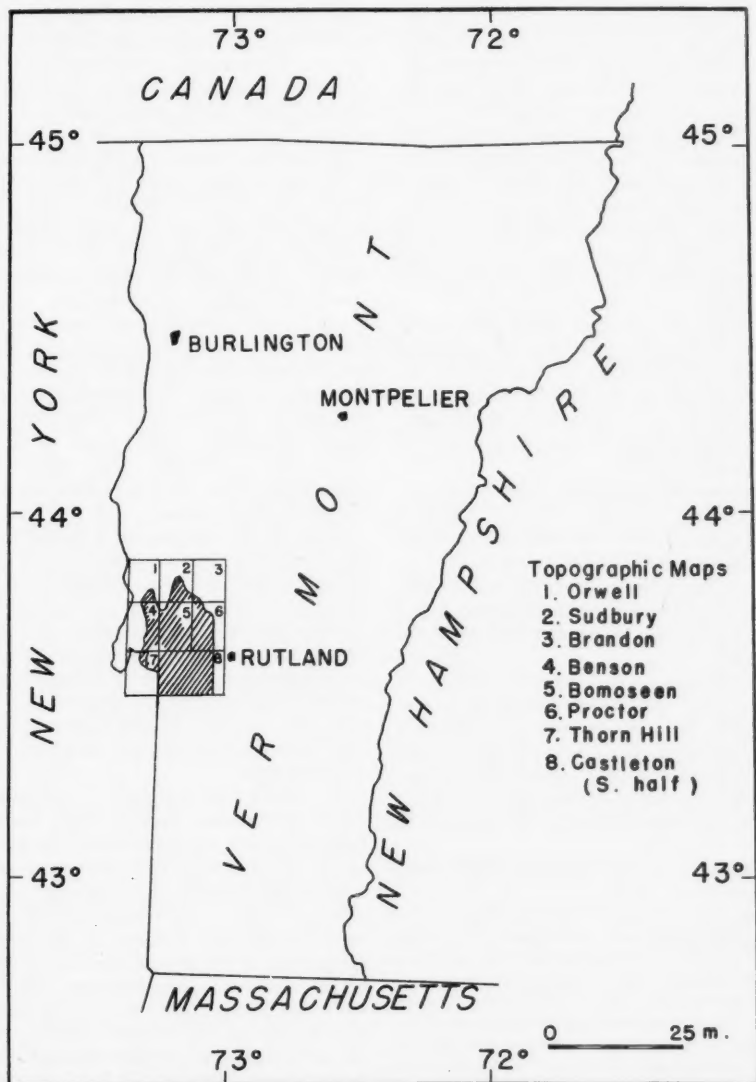 73° 72°
CANADA
45° 45°
NEW YORK
VERMONT
NEW HAMPSHIRE
BURLINGTON
MONTPELIER
44° 44°
1 2 3
4 5 6
7 8
RUTLAND
Topographic Maps
1. Orwell
2. Sudbury
3. Brandon
4. Benson
5. Bomoseen
6. Proctor
7. Thorn Hill
8. Castleton
(S. half)
43° 43°
MASSACHUSETTS
0 25 m.
73° 72°